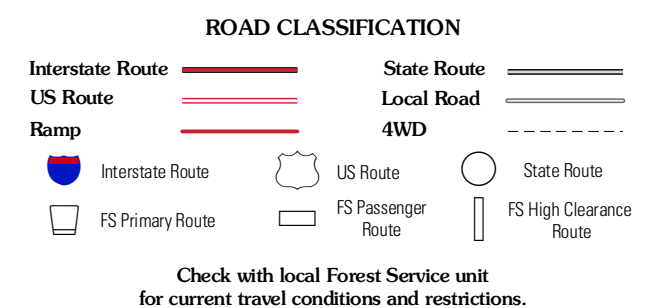 ROAD CLASSIFICATION
Interstate Route
State Route
US Route
Local Road
Ramp
4WD
Interstate Route
US Route
State Route
FS Primary Route
FS Passenger
Route
FS High Clearance
Route
Check with local Forest Service unit
for current travel conditions and restrictions.